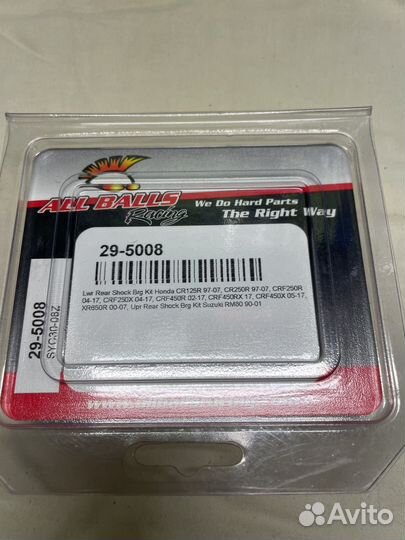 ALL BALLS
Racing
We Do Hard Parts
The Right Way
29-5008
Lwr Rear Shock Brg Kit Honda CR125R 97-07, CR250R 97-07, CRF250R
04-17, CRF250X 04-17, CRF450R 02-17, CRF450RX 17, CRF450X 05-17,
XR650R 00-07, Upr Rear Shock Brg Kit Suzuki RM80 90-01
29-5008
SYC30-08Z
Avito